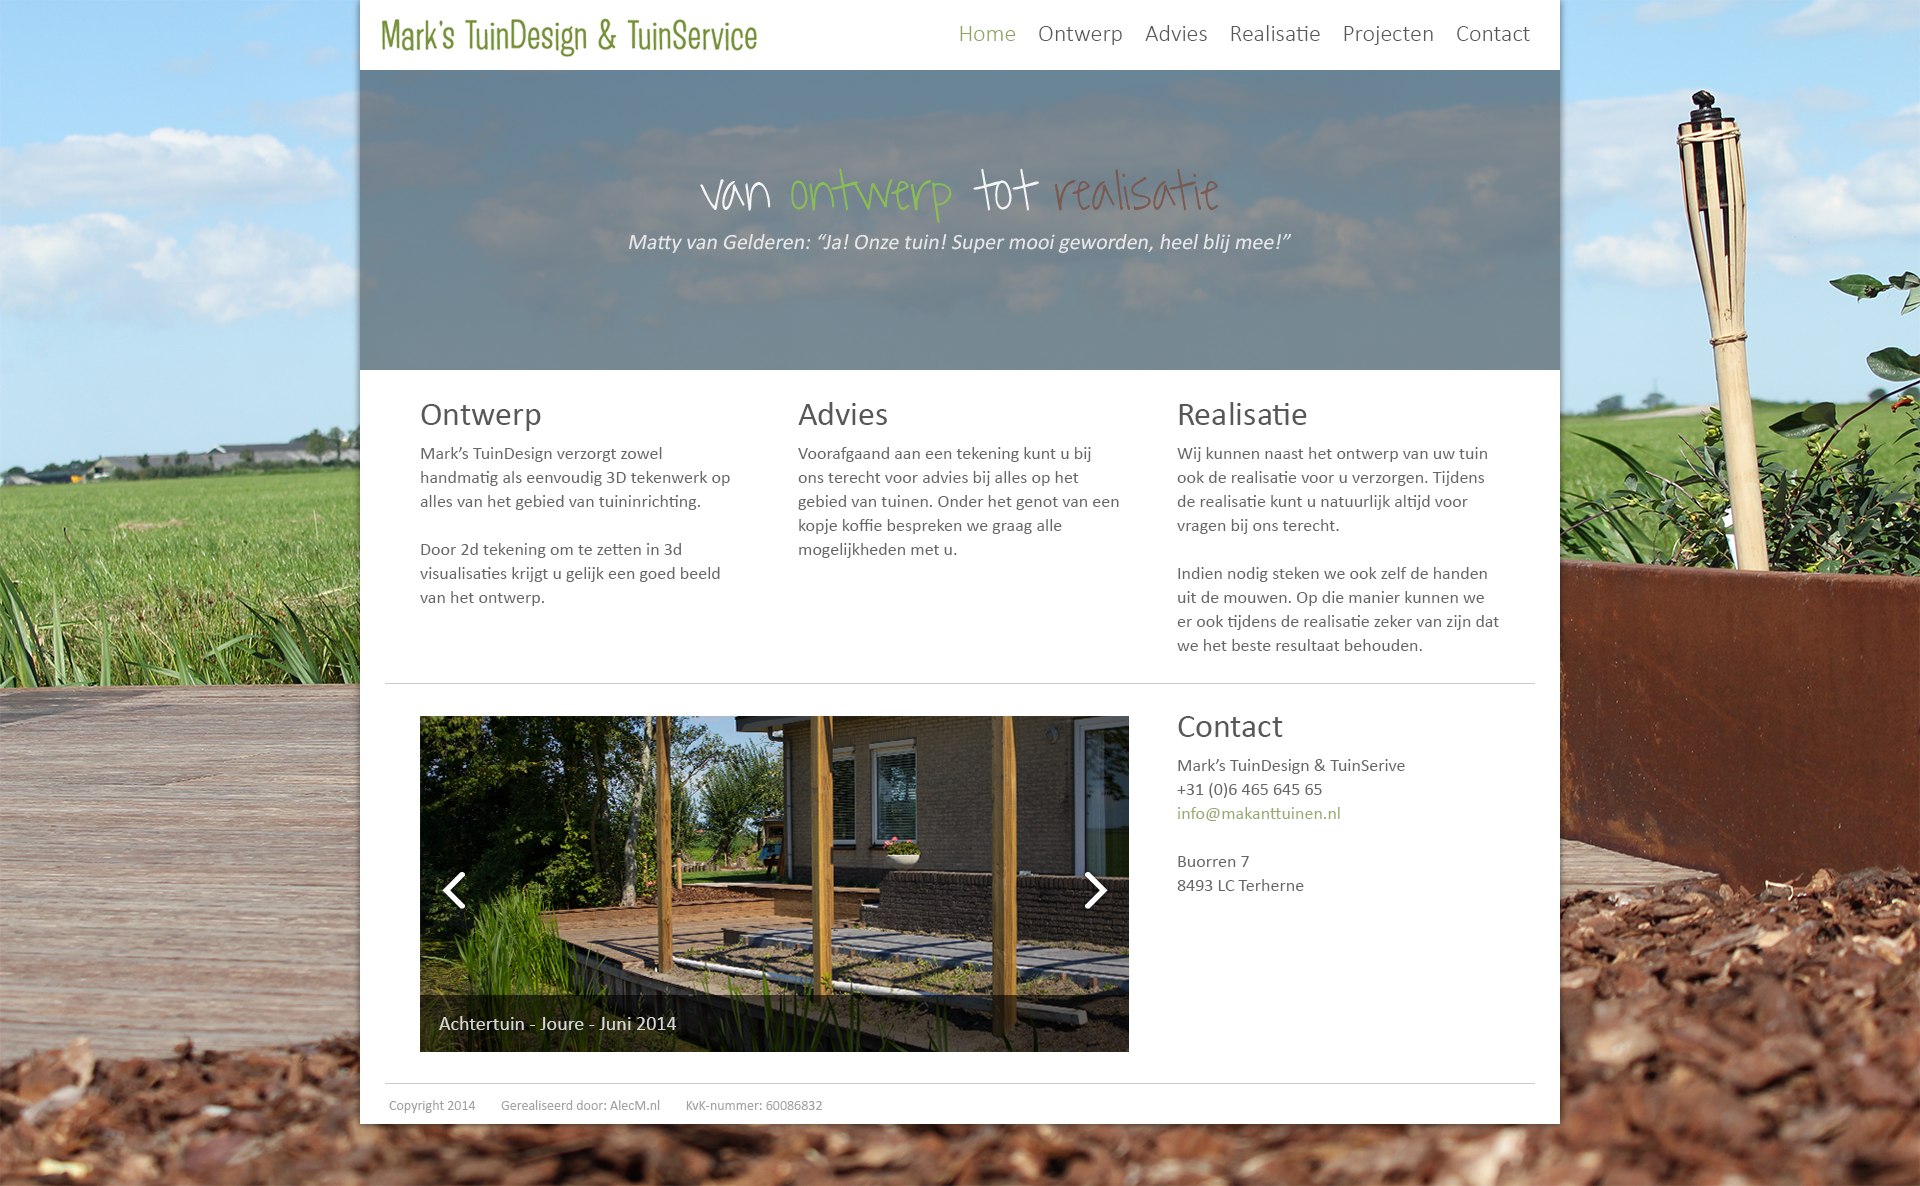 Mark's TuinDesign & TuinService
Home Ontwerp Advies Realisatie Projecten Contact
van ontwerp tot realisatie
Matty van Gelderen: “Ja! Onze tuin! Super mooi geworden, heel blij mee!”
Ontwerp
Mark’s TuinDesign verzorgt zowel
handmatig als eenvoudig 3D tekenwerk op
alles van het gebied van tuininrichting.
Door 2d tekening om te zetten in 3d
visualisaties krijgt u gelijk een goed beeld
van het ontwerp.
Advies
Voorafgaand aan een tekening kunt u bij
ons terecht voor advies bij alles op het
gebied van tuinen. Onder het genot van een
kopje koffie bespreken we graag alle
mogelijkheden met u.
Realisatie
Wij kunnen naast het ontwerp van uw tuin
ook de realisatie voor u verzorgen. Tijdens
de realisatie kunt u natuurlijk altijd voor
vragen bij ons terecht.
Indien nodig steken we ook zelf de handen
uit de mouwen. Op die manier kunnen we
er ook tijdens de realisatie zeker van zijn dat
we het beste resultaat behouden.
Achtertuin - Joure - Juni 2014
Contact
Mark’s TuinDesign & TuinSerive
+31 (0)6 465 645 65
info@makanttuinen.nl
Buorren 7
8493 LC Terherne
Copyright 2014 Gerealiseerd door: AlecM.nl KvK-nummer: 60086832